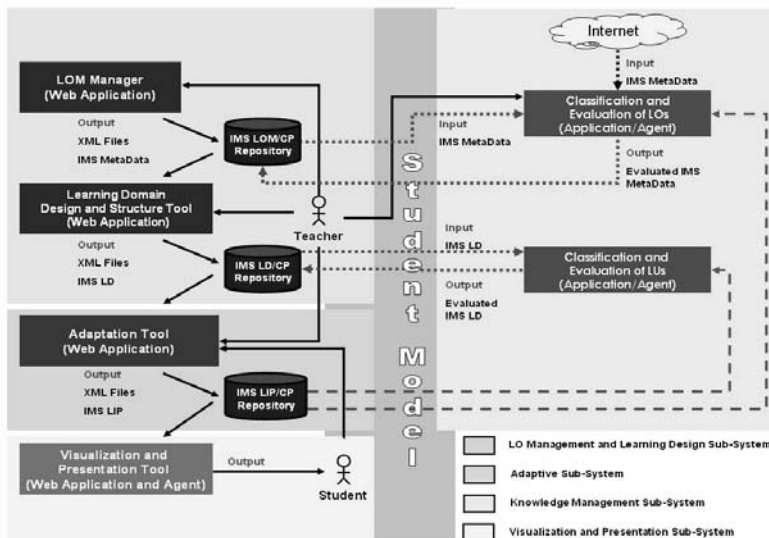 Internet
LOM Manager
(Web Application)
Input
IMS MetaData
Output
XML Files
IMS MetaData
IMS LOM/CP
Repository
Input
IMS MetaData
Classification and
Evaluation of LOs
(Application/Agent)
Output
Evaluated IMS
MetaData
Learning Domain
Design and Structure Tool
(Web Application)
Teacher
Output
XML Files
IMS LD
IMS LD/CP
Repository
Input
IMS LD
Output
Evaluated
IMS LD
Classification and
Evaluation of LUs
(Application/Agent)
Student Model
Adaptation Tool
(Web Application)
Output
XML Files
IMS LIP
IMS LIP/CP
Repository
Visualization and
Presentation Tool
(Web Application and Agent)
Output
Student
LO Management and Learning Design Sub-System
Adaptive Sub-System
Knowledge Management Sub-System
Visualization and Presentation Sub-System